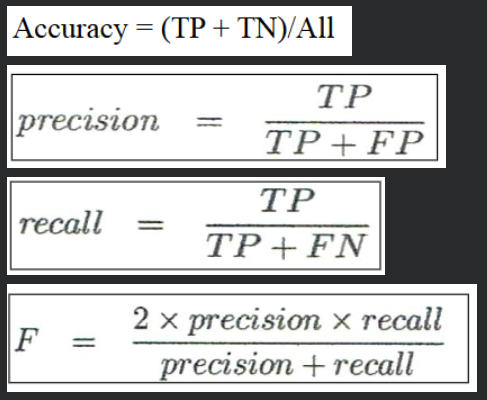 Accuracy = (TP + TN)/All
precision = TP / TP + FP
recall = TP / TP + FN
F = 2 × precision × recall / precision + recall